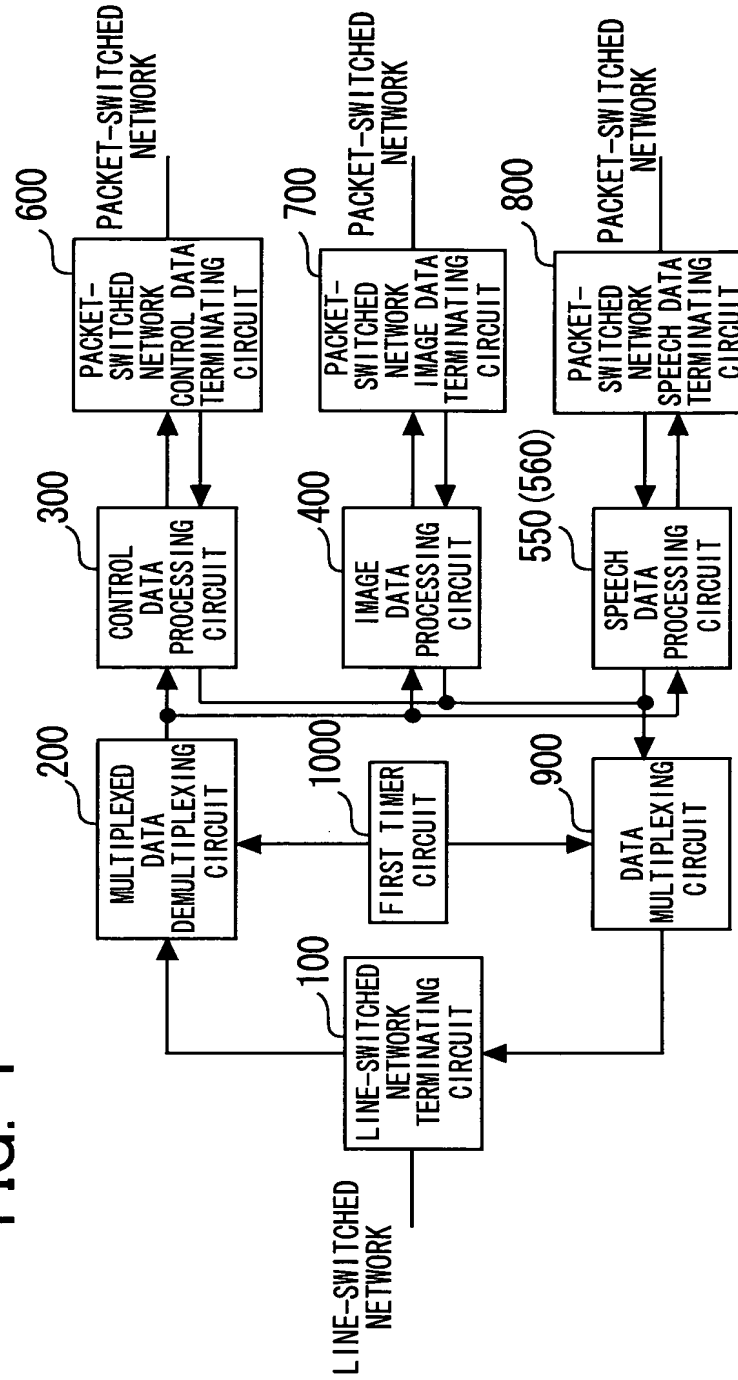 LINE-SWITCHED
NETWORK
100
LINE-SWITCHED
NETWORK
TERMINATING
CIRCUIT
200
MULTIPLEXED
DATA
DEMULTIPLEXING
CIRCUIT
1000
FIRST TIMER
CIRCUIT
900
DATA
MULTIPLEXING
CIRCUIT
300
CONTROL
DATA
PROCESSING
CIRCUIT
400
IMAGE
DATA
PROCESSING
CIRCUIT
550 (560)
SPEECH
DATA
PROCESSING
CIRCUIT
600
PACKET-
SWITCHED
NETWORK
CONTROL DATA
TERMINATING
CIRCUIT
PACKET-SWITCHED
NETWORK
700
PACKET-
SWITCHED
NETWORK
IMAGE DATA
TERMINATING
CIRCUIT
PACKET-SWITCHED
NETWORK
800
PACKET-
SWITCHED
NETWORK
SPEECH DATA
TERMINATING
CIRCUIT
PACKET-SWITCHED
NETWORK